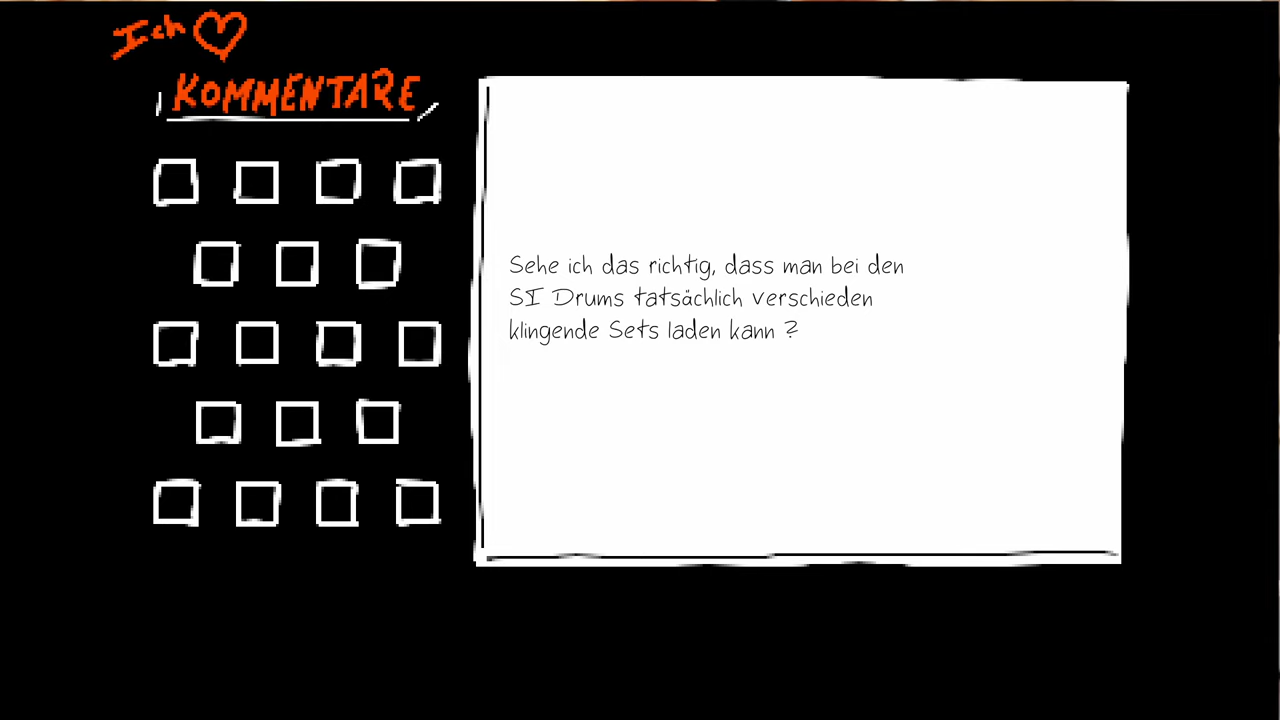 Ich
KOMMENTARE
Sehe ich das richtig, dass man bei den
SI Drums tatsächlich verschieden
klingende Sets laden kann ?